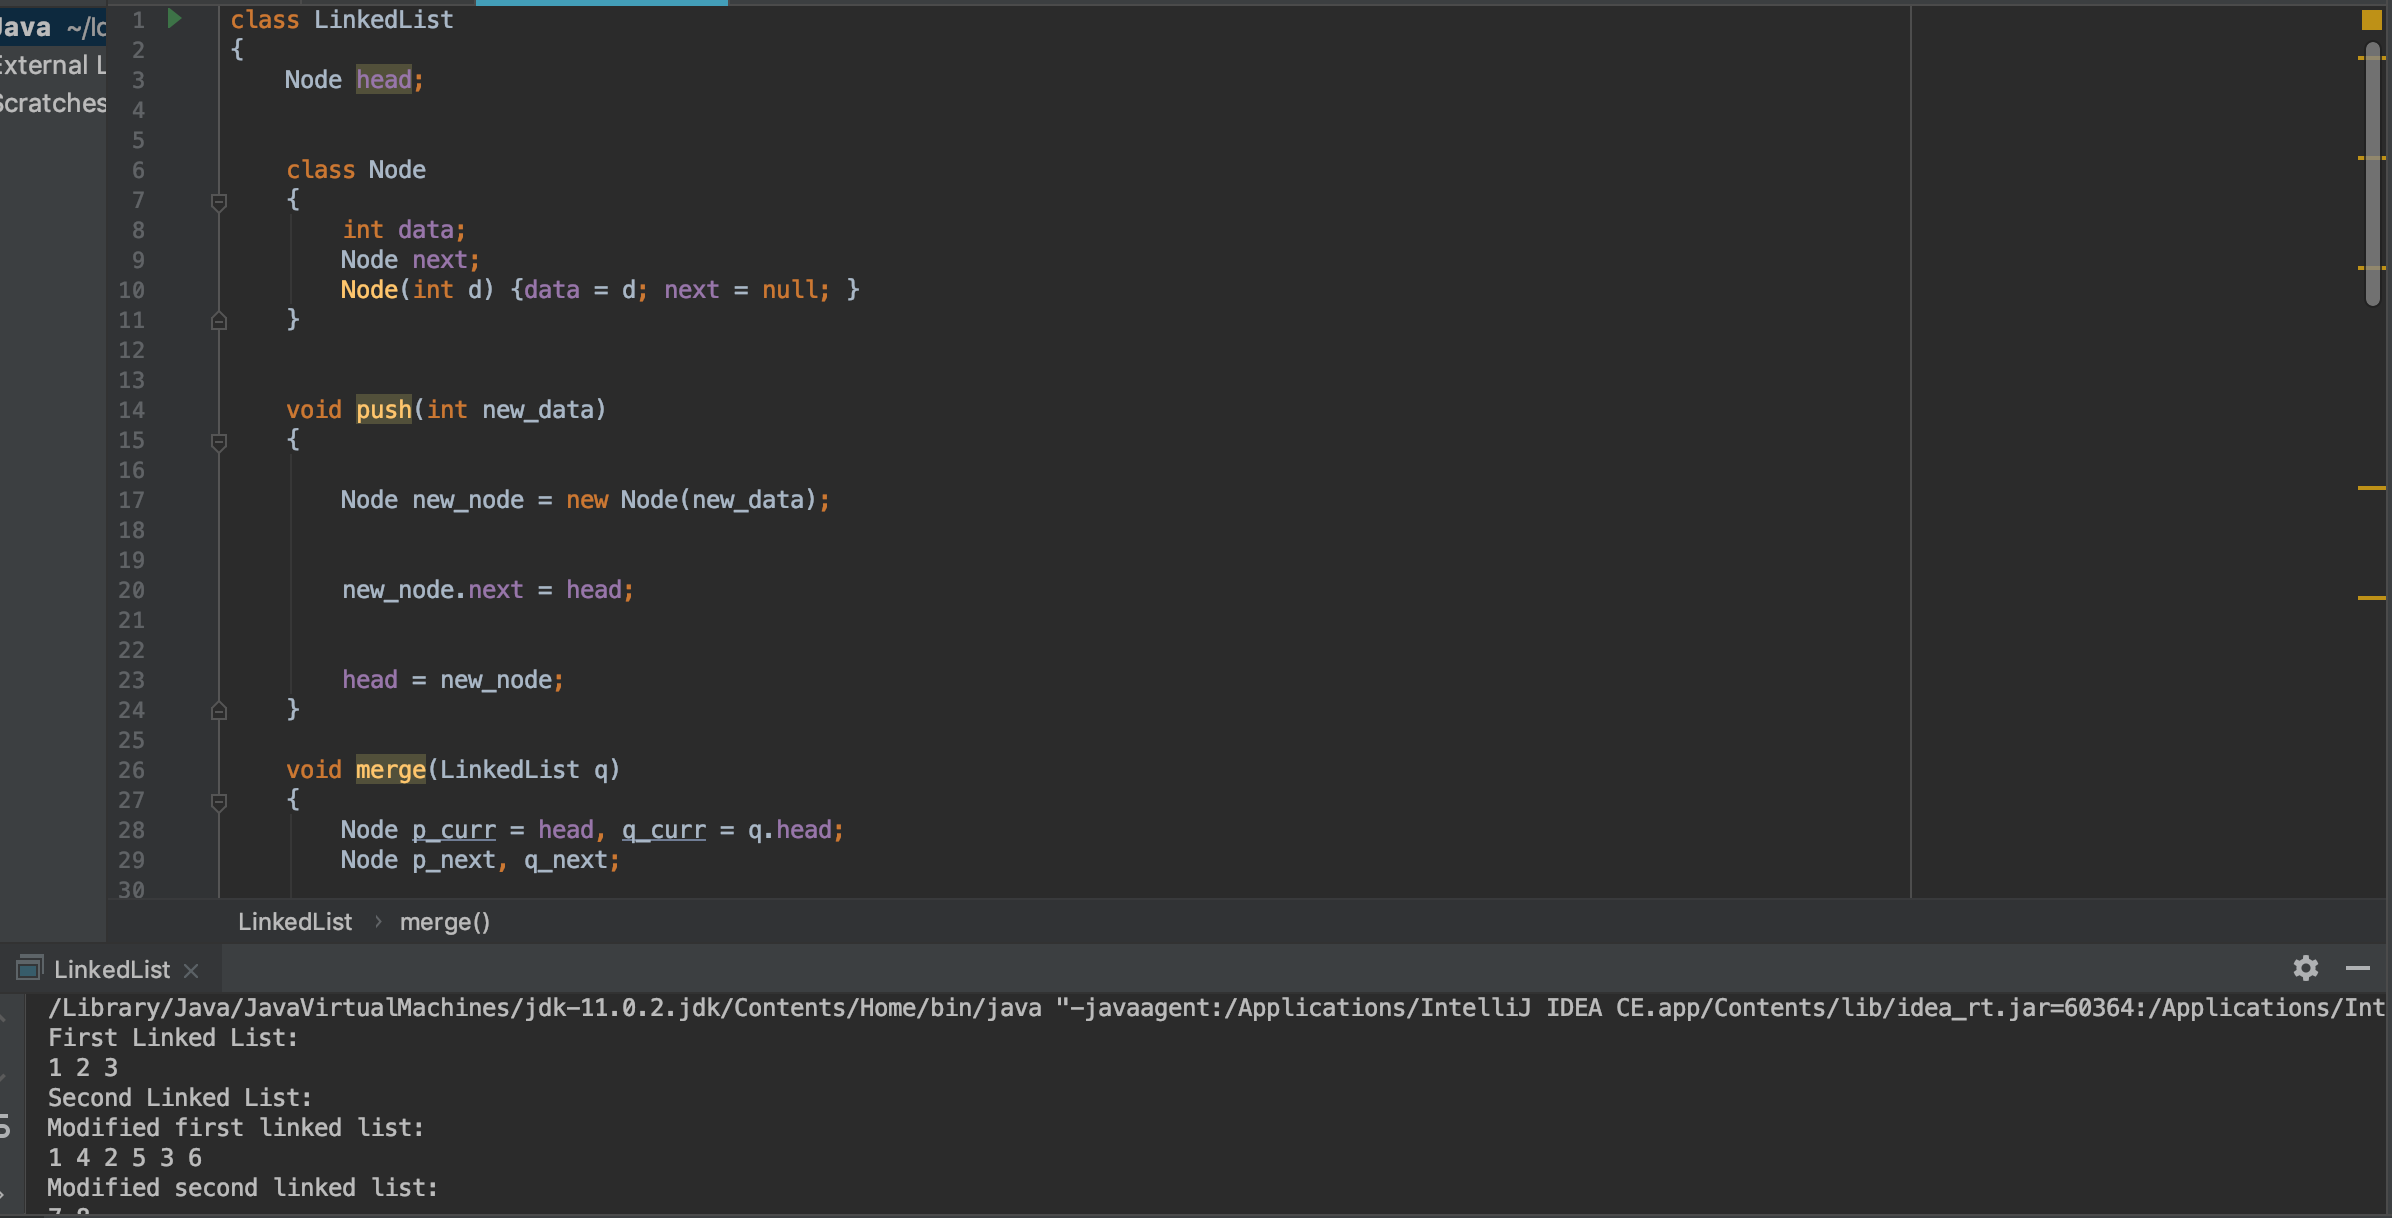 Java ~/Id
External L
Scratches
1 class LinkedList
2 {
3 Node head;
4
5
6 class Node
7 {
8 int data;
9 Node next;
10 Node(int d) {data = d; next = null; }
11 }
12
13
14 void push(int new_data)
15 {
16
17 Node new_node = new Node(new_data);
18
19
20 new_node.next = head;
21
22
23 head = new_node;
24 }
25
26 void merge(LinkedList q)
27 {
28 Node p_curr = head, q_curr = q.head;
29 Node p_next, q_next;
30
LinkedList › merge()
LinkedList
/Library/Java/JavaVirtualMachines/jdk-11.0.2.jdk/Contents/Home/bin/java "-javaagent:/Applications/IntelliJ IDEA CE.app/Contents/lib/idea_rt.jar=60364:/Applications/Int
First Linked List:
1 2 3
Second Linked List:
Modified first linked list:
1 4 2 5 3 6
Modified second linked list:
7 8